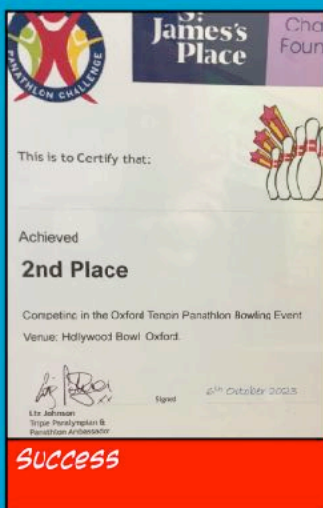 PANATHLON CHALLENGE
St.
James's
Place
Cha
Foun
This is to Certify that:
Achieved
2nd Place
Competing in the Oxford Tenpin Panathlon Bowling Event
Venue: Hollywood Bowl Oxford.
Signed
6th October 2023
Liz Johnson
Triple Paralympian &
Panathlon Ambassador
SUCCESS